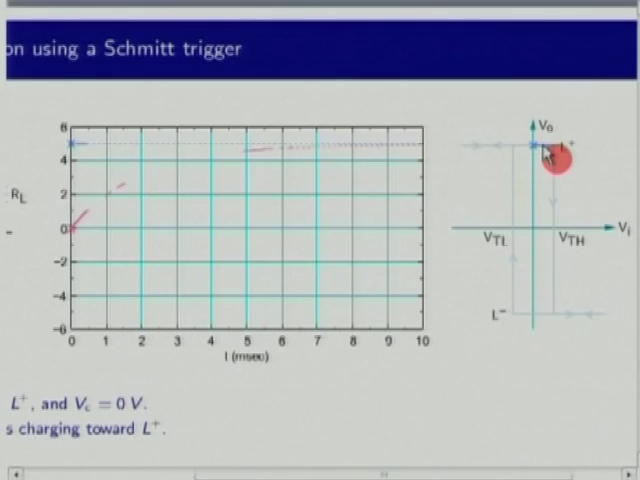 on using a Schmitt trigger
6
4
2
0
-2
-4
-6
0 1 2 3 4 5 6 7 8 9 10
t (msec)
R_L
V_o
L^+
V_i
V_TL
V_TH
L^-
L^+, and V_c = 0 V.
s charging toward L^+.